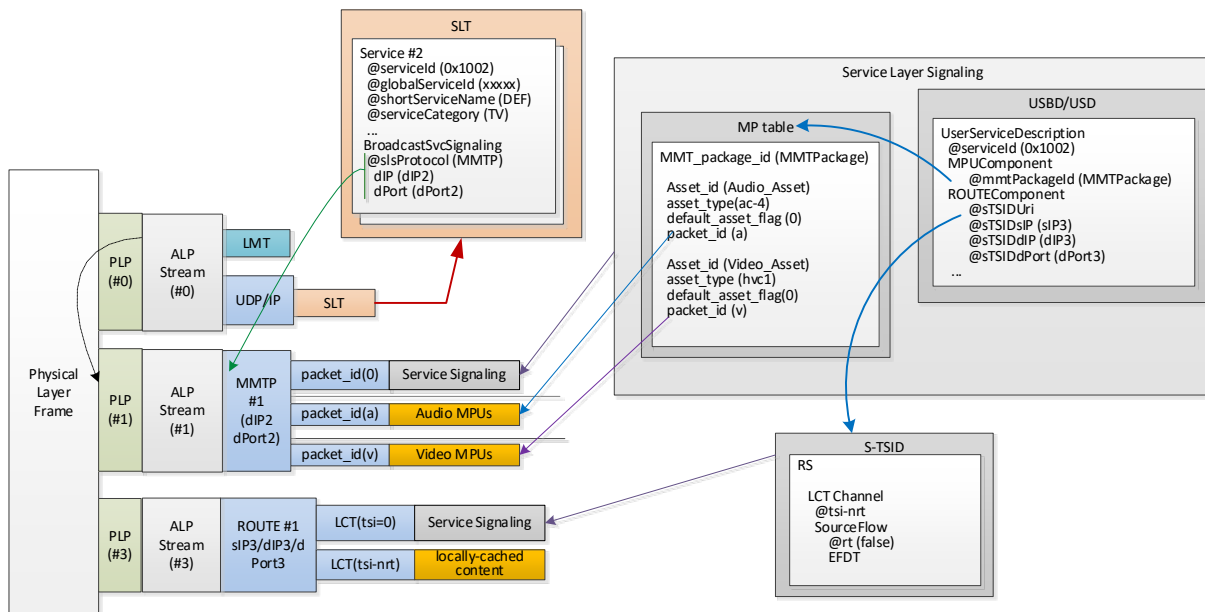 SLT
Service #2
@serviceId (0x1002)
@globalServiceId (xxxxx)
@shortServiceName (DEF)
@serviceCategory (TV)
...
BroadcastSvcSignaling
@slsProtocol (MMTP)
dIP (dIP2)
dPort (dPort2)
Service Layer Signaling
MP table
MMT_package_id (MMTPackage)
Asset_id (Audio_Asset)
asset_type(ac-4)
default_asset_flag (0)
packet_id (a)
Asset_id (Video_Asset)
asset_type (hvc1)
default_asset_flag(0)
packet_id (v)
USBD/USD
UserServiceDescription
@serviceId (0x1002)
MPUComponent
@mmtPackageId (MMTPackage)
ROUTEComponent
@sTSIDUri
@sTSIDsIP (sIP3)
@sTSIDdIP (dIP3)
@sTSIDdPort (dPort3)
...
Physical
Layer
Frame
PLP
(#0)
ALP
Stream
(#0)
LMT
UDP/IP
SLT
PLP
(#1)
ALP
Stream
(#1)
MMTP
#1
(dIP2
dPort2)
packet_id(0)
Service Signaling
packet_id(a)
Audio MPUs
packet_id(v)
Video MPUs
PLP
(#3)
ALP
Stream
(#3)
ROUTE #1
sIP3/dIP3/d
Port3
LCT(tsi=0)
Service Signaling
LCT(tsi-nrt)
locally-cached
content
S-TSID
RS
LCT Channel
@tsi-nrt
SourceFlow
@rt (false)
EFDT